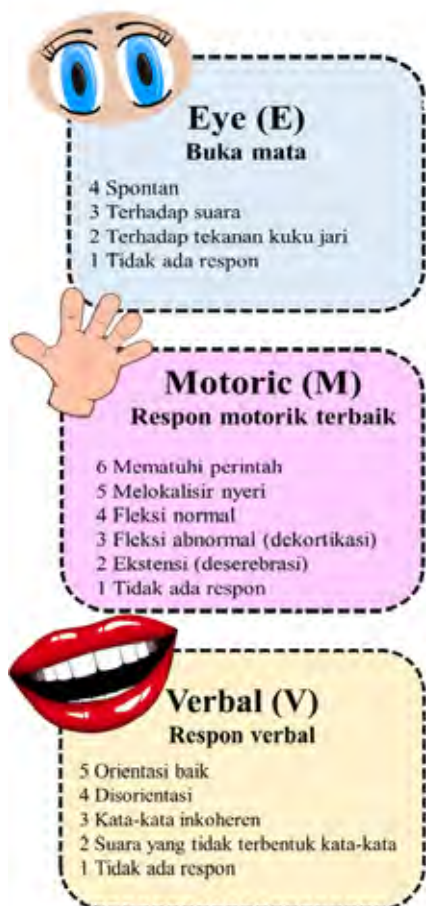 Eye (E)
Buka mata
4 Spontan
3 Terhadap suara
2 Terhadap tekanan kuku jari
1 Tidak ada respon
Motoric (M)
Respon motorik terbaik
6 Mematuhi perintah
5 Melokalisir nyeri
4 Fleksi normal
3 Fleksi abnormal (dekortikasi)
2 Ekstensi (deserebrasi)
1 Tidak ada respon
Verbal (V)
Respon verbal
5 Orientasi baik
4 Disorientasi
3 Kata-kata inkoheren
2 Suara yang tidak terbentuk kata-kata
1 Tidak ada respon